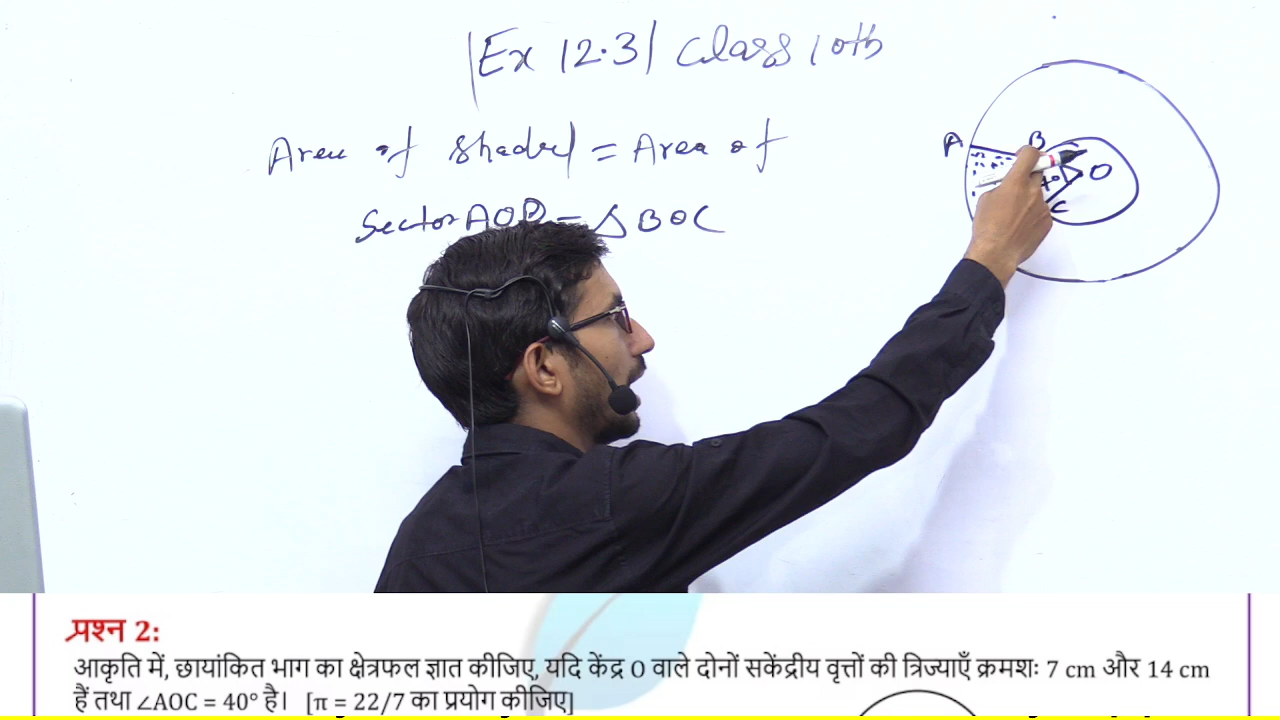 |Ex 12.3| Class 10th
Area of shaded = Area of
Sector AOD = △ BOC
A B O
40°
C
प्रश्न 2:
आकृति में, छायांकित भाग का क्षेत्रफल ज्ञात कीजिए, यदि केंद्र O वाले दोनों सकेंद्रीय वृत्तों की त्रिज्याएँ क्रमशः 7 cm और 14 cm
हैं तथा ∠AOC = 40° है। [π = 22/7 का प्रयोग कीजिए]